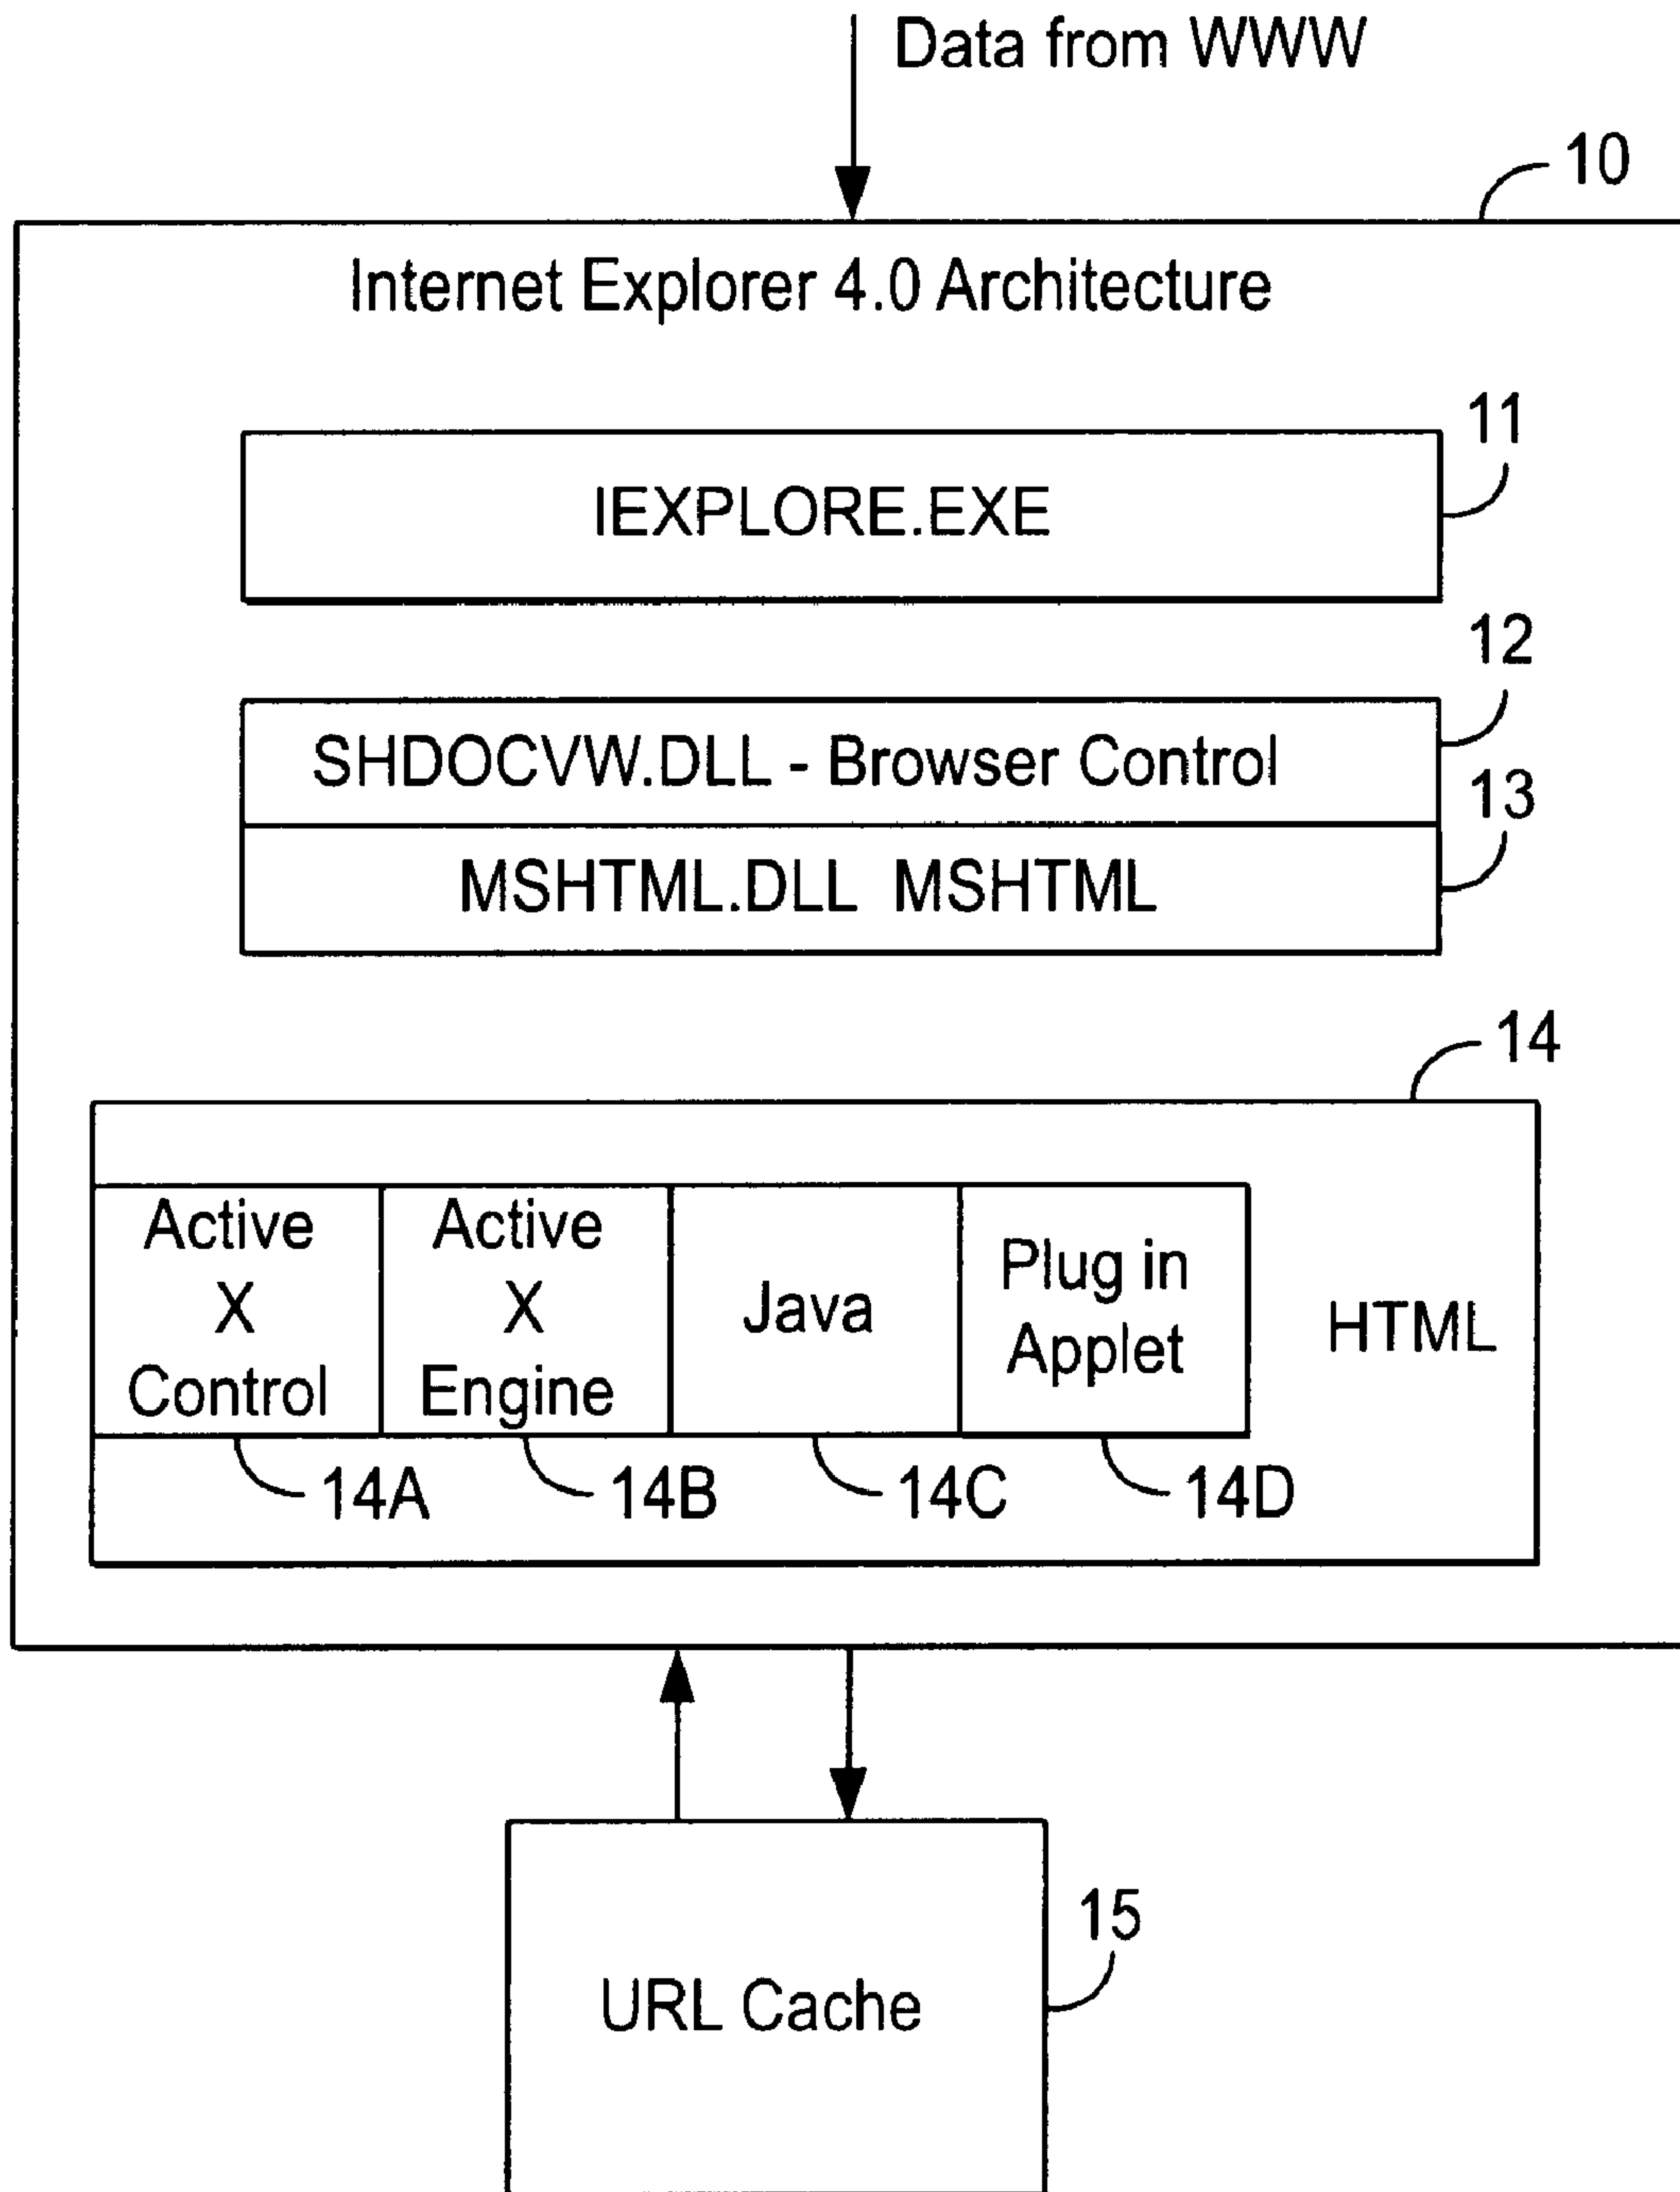 Data from WWW
10
Internet Explorer 4.0 Architecture
11
IEXPLORE.EXE
12
SHDOCVW.DLL - Browser Control
13
MSHTML.DLL MSHTML
14
Active
X
Control
Active
X
Engine
Java
Plug in
Applet
HTML
14A
14B
14C
14D
15
URL Cache